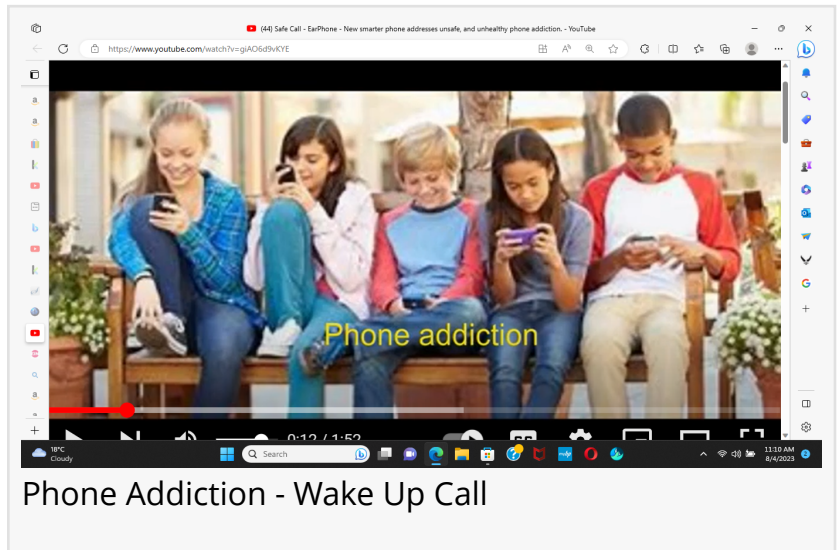 (44) Safe Call - EarPhone - New smarter phone addresses unsafe, and unhealthy phone addiction. - YouTube
https://www.youtube.com/watch?v=giAO6d9vKYE
Phone addiction
0:12 / 1:52
18°C
Cloudy
Search
11:10 AM
8/4/2023
Phone Addiction - Wake Up Call